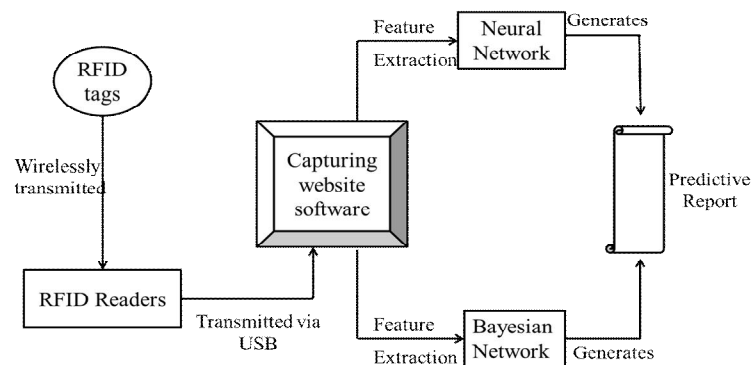 RFID
tags
Wirelessly
transmitted
RFID Readers
Transmitted via
USB
Capturing
website
software
Feature
Extraction
Neural
Network
Generates
Feature
Extraction
Bayesian
Network
Generates
Predictive
Report